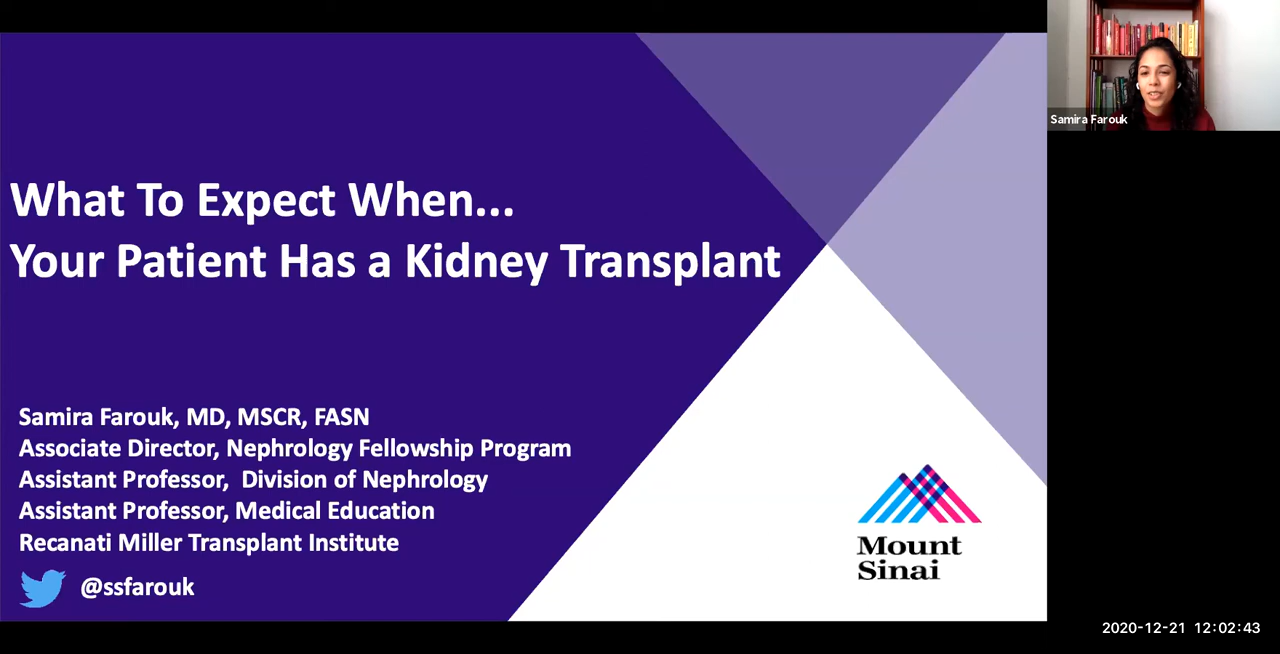 What To Expect When...
Your Patient Has a Kidney Transplant
Samira Farouk, MD, MSCR, FASN
Associate Director, Nephrology Fellowship Program
Assistant Professor,  Division of Nephrology
Assistant Professor, Medical Education
Recanati Miller Transplant Institute
@ssfarouk
Mount
Sinai
Samira Farouk
2020-12-21 12:02:43